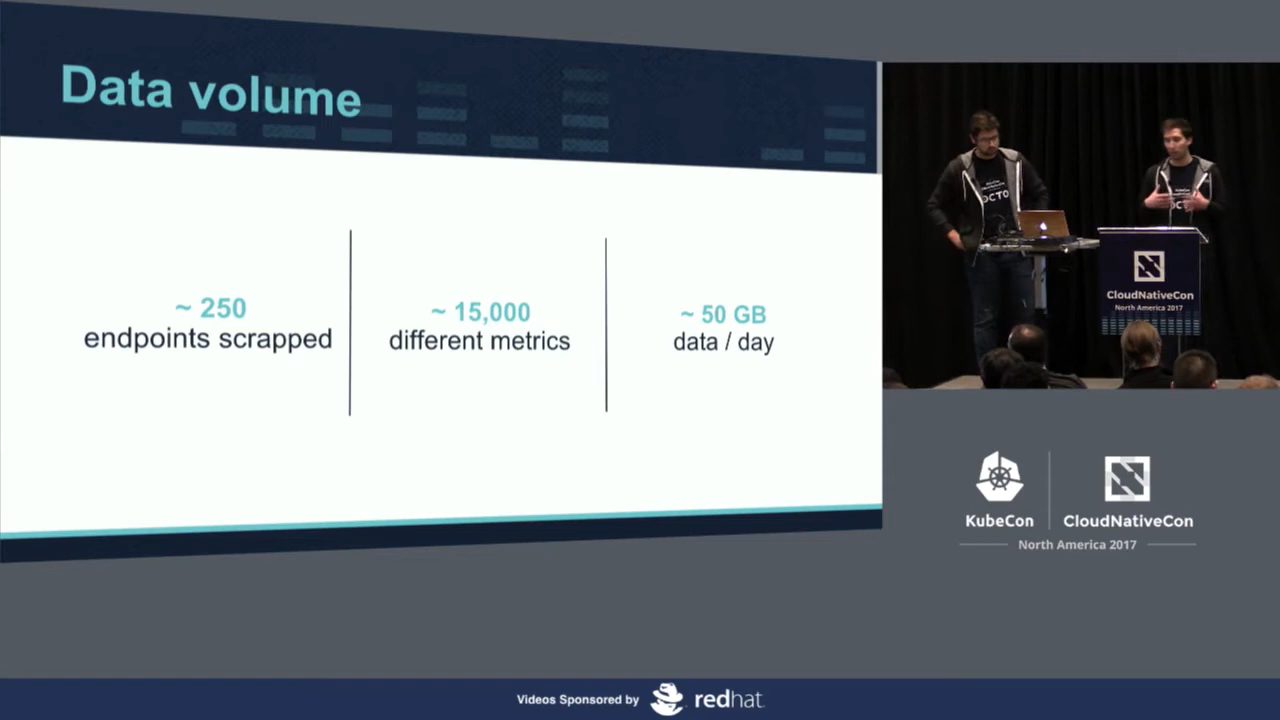 Data volume
~ 250
endpoints scrapped
~ 15,000
different metrics
~ 50 GB
data / day
CloudNativeCon
North America 2017
KubeCon
CloudNativeCon
North America 2017
Videos Sponsored by
redhat